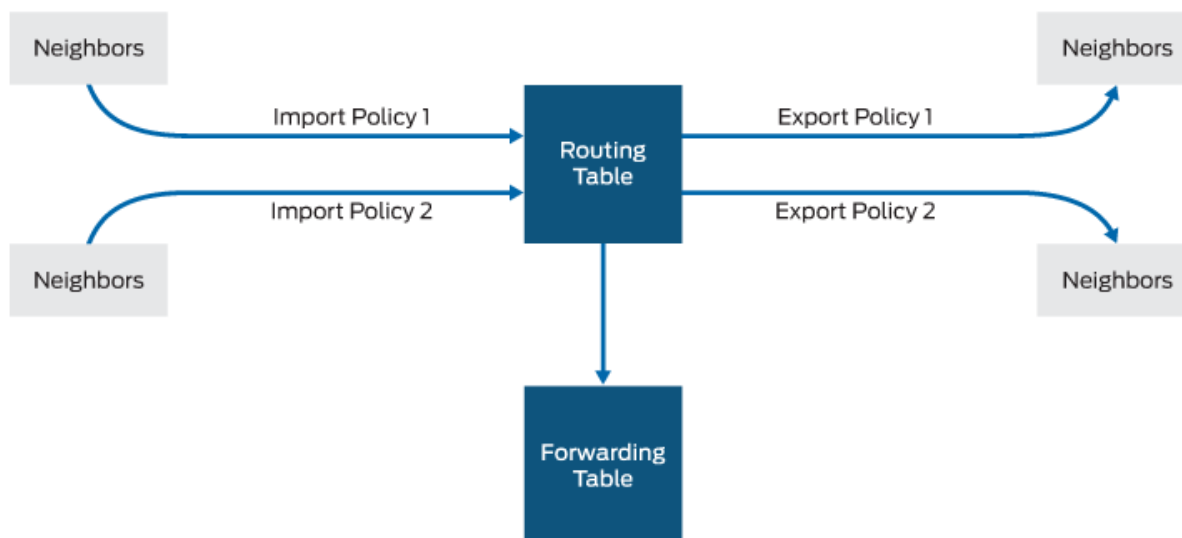 Neighbors
Neighbors
Import Policy 1
Export Policy 1
Routing
Table
Import Policy 2
Export Policy 2
Neighbors
Neighbors
Forwarding
Table